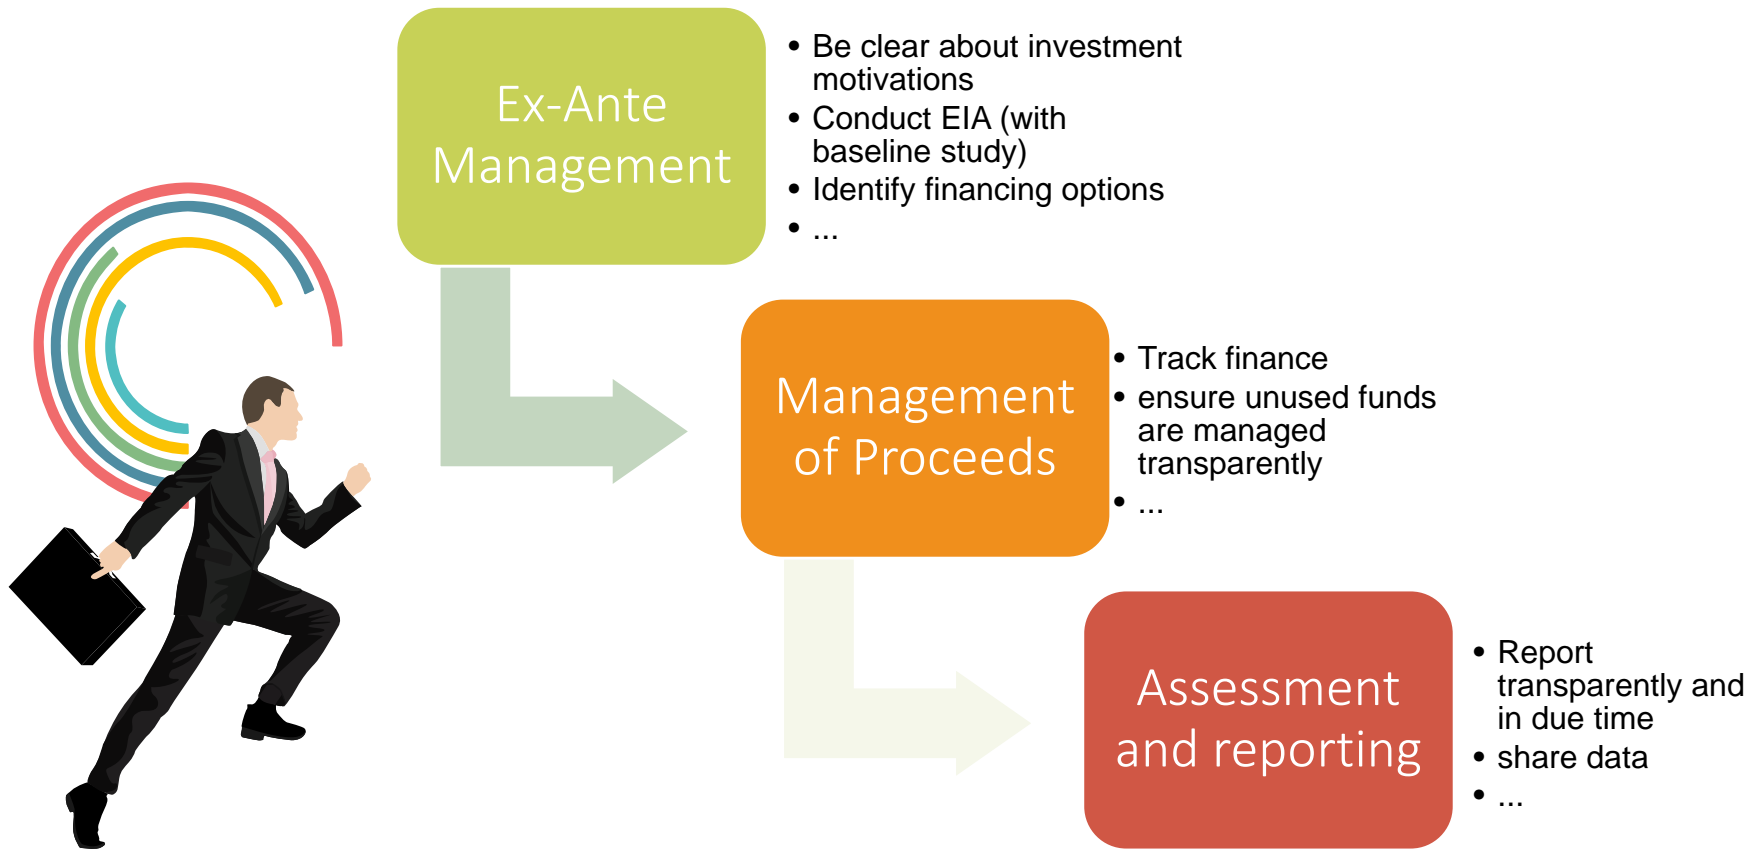 Ex-Ante
Management
• Be clear about investment
motivations
• Conduct EIA (with
baseline study)
• Identify financing options
• ...
Management
of Proceeds
• Track finance
• ensure unused funds
are managed
transparently
• ...
Assessment
and reporting
• Report
transparently and
in due time
• share data
• ...